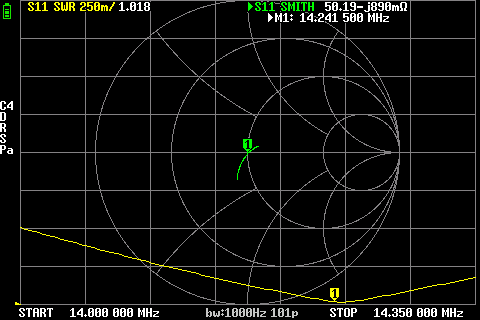 S11 SWR 250m/ 1.018
▶S11 SMITH 50.19-j890mΩ
▶M1: 14.241 500 MHz
C4
D
R
S
Pa
1
1
START 14.000 000 MHz bw:1000Hz 101p STOP 14.350 000 MHz